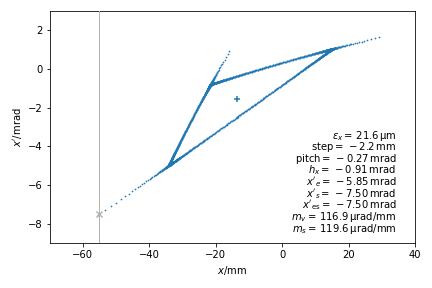 2
0
−2
−4
−6
−8
x′/mrad
−60
−40
−20
0
20
40
x/mm
εx = 21.6 μm
step = −2.2 mm
pitch = −0.27 mrad
hx = −0.91 mrad
x′e = −5.85 mrad
x′s = −7.50 mrad
x′es = −7.50 mrad
mv = 116.9 μrad/mm
ms = 119.6 μrad/mm